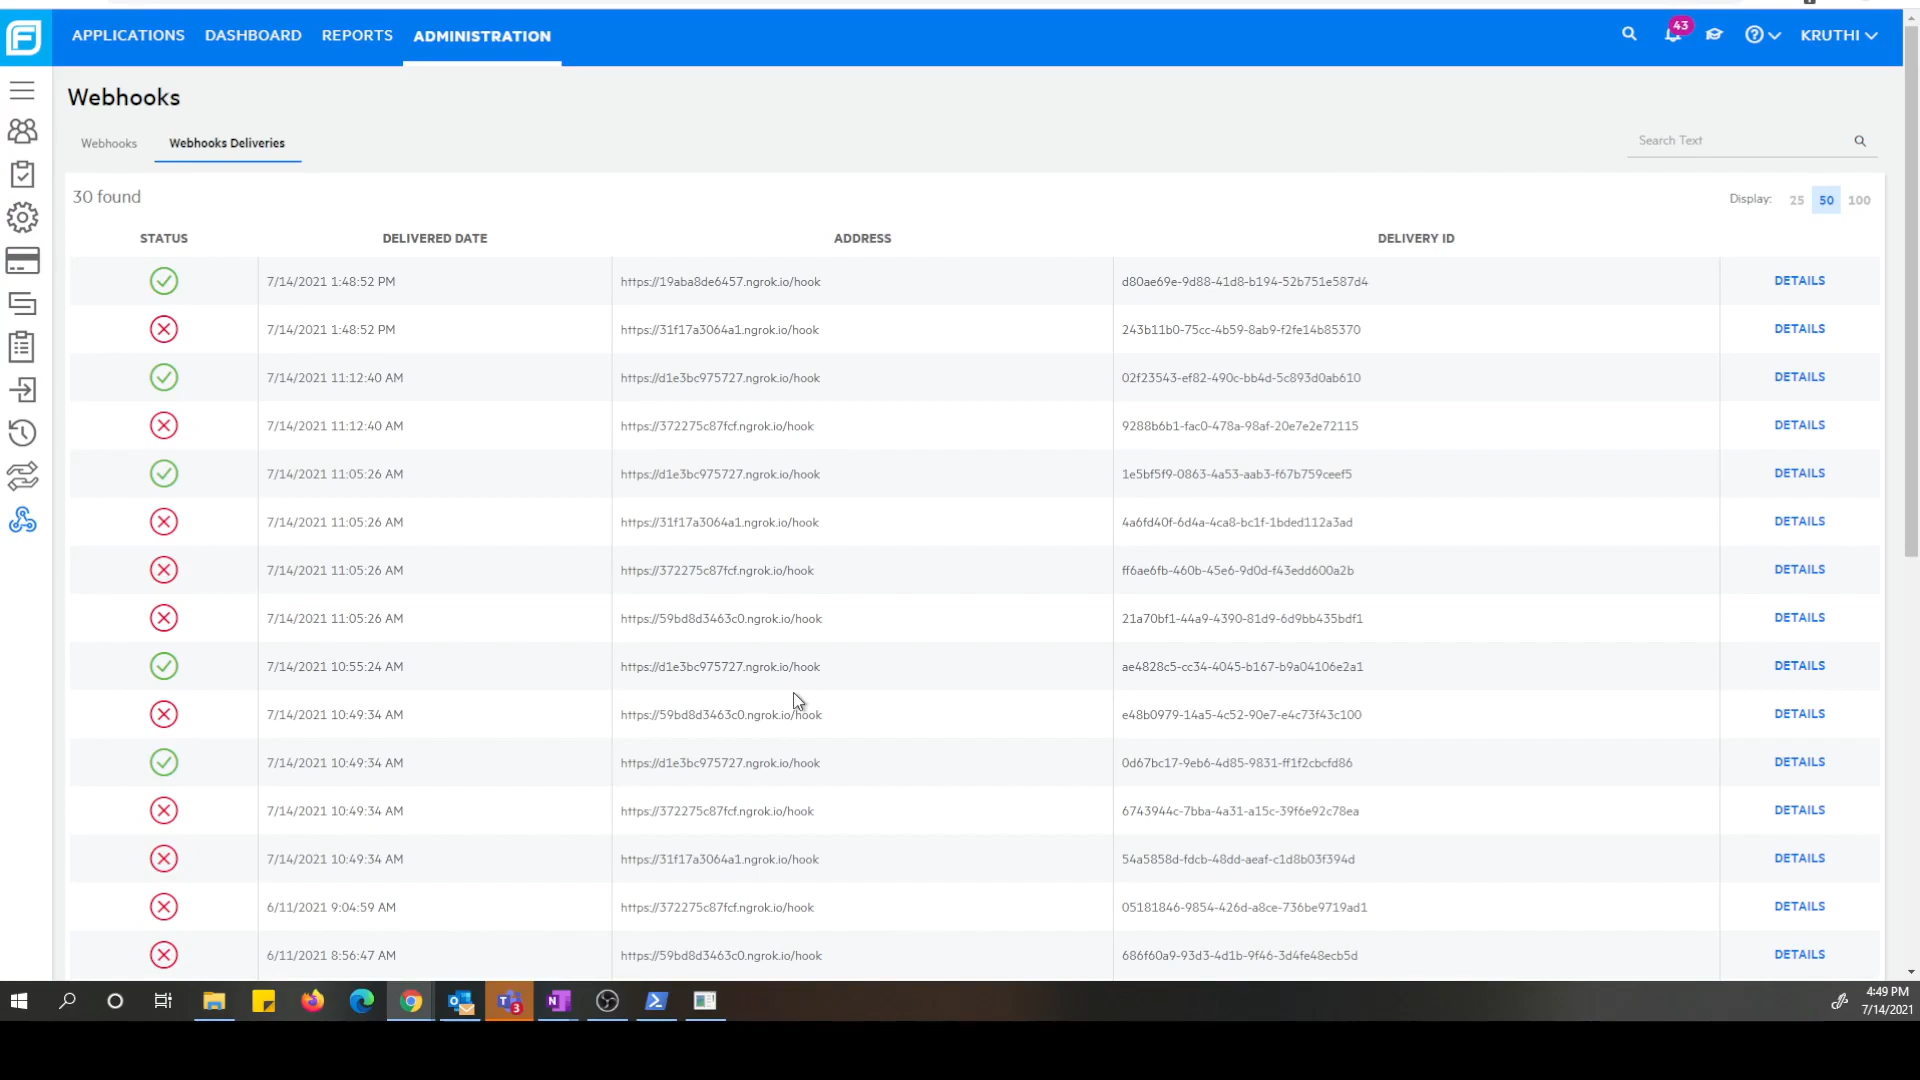 APPLICATIONS DASHBOARD REPORTS ADMINISTRATION 43 KRUTHI
Webhooks
Webhooks Webhooks Deliveries Search Text
30 found Display: 25 50 100
STATUS DELIVERED DATE ADDRESS DELIVERY ID
7/14/2021 1:48:52 PM https://19aba8de6457.ngrok.io/hook d80ae69e-9d88-41d8-b194-52b751e587d4 DETAILS
7/14/2021 1:48:52 PM https://31f17a3064a1.ngrok.io/hook 243b11b0-75cc-4b59-8ab9-f2fe14b85370 DETAILS
7/14/2021 11:12:40 AM https://d1e3bc975727.ngrok.io/hook 02f23543-ef82-490c-bb4d-5c893d0ab610 DETAILS
7/14/2021 11:12:40 AM https://372275c87fcf.ngrok.io/hook 9288b6b1-fac0-478a-98af-20e7e2e72115 DETAILS
7/14/2021 11:05:26 AM https://d1e3bc975727.ngrok.io/hook 1e5bf5f9-0863-4a53-aab3-f67b759ceef5 DETAILS
7/14/2021 11:05:26 AM https://31f17a3064a1.ngrok.io/hook 4a6fd40f-6d4a-4ca8-bc1f-1bded112a3ad DETAILS
7/14/2021 11:05:26 AM https://372275c87fcf.ngrok.io/hook ff6ae6fb-460b-45e6-9d0d-f43edd600a2b DETAILS
7/14/2021 11:05:26 AM https://59bd8d3463c0.ngrok.io/hook 21a70bf1-44a9-4390-81d9-6d9bb435bdf1 DETAILS
7/14/2021 10:55:24 AM https://d1e3bc975727.ngrok.io/hook ae4828c5-cc34-4045-b167-b9a04106e2a1 DETAILS
7/14/2021 10:49:34 AM https://59bd8d3463c0.ngrok.io/hook e48b0979-14a5-4c52-90e7-e4c73f43c100 DETAILS
7/14/2021 10:49:34 AM https://d1e3bc975727.ngrok.io/hook 0d67bc17-9eb6-4d85-9831-ff1f2cbcfd86 DETAILS
7/14/2021 10:49:34 AM https://372275c87fcf.ngrok.io/hook 6743944c-7bba-4a31-a15c-39f6e92c78ea DETAILS
7/14/2021 10:49:34 AM https://31f17a3064a1.ngrok.io/hook 54a5858d-fdcb-48dd-aeaf-c1d8b03f394d DETAILS
6/11/2021 9:04:59 AM https://372275c87fcf.ngrok.io/hook 05181846-9854-426d-a8ce-736be9719ad1 DETAILS
6/11/2021 8:56:47 AM https://59bd8d3463c0.ngrok.io/hook 686f60a9-93d3-4d1b-9f46-3d4fe48ecb5d DETAILS
4:49 PM
7/14/2021